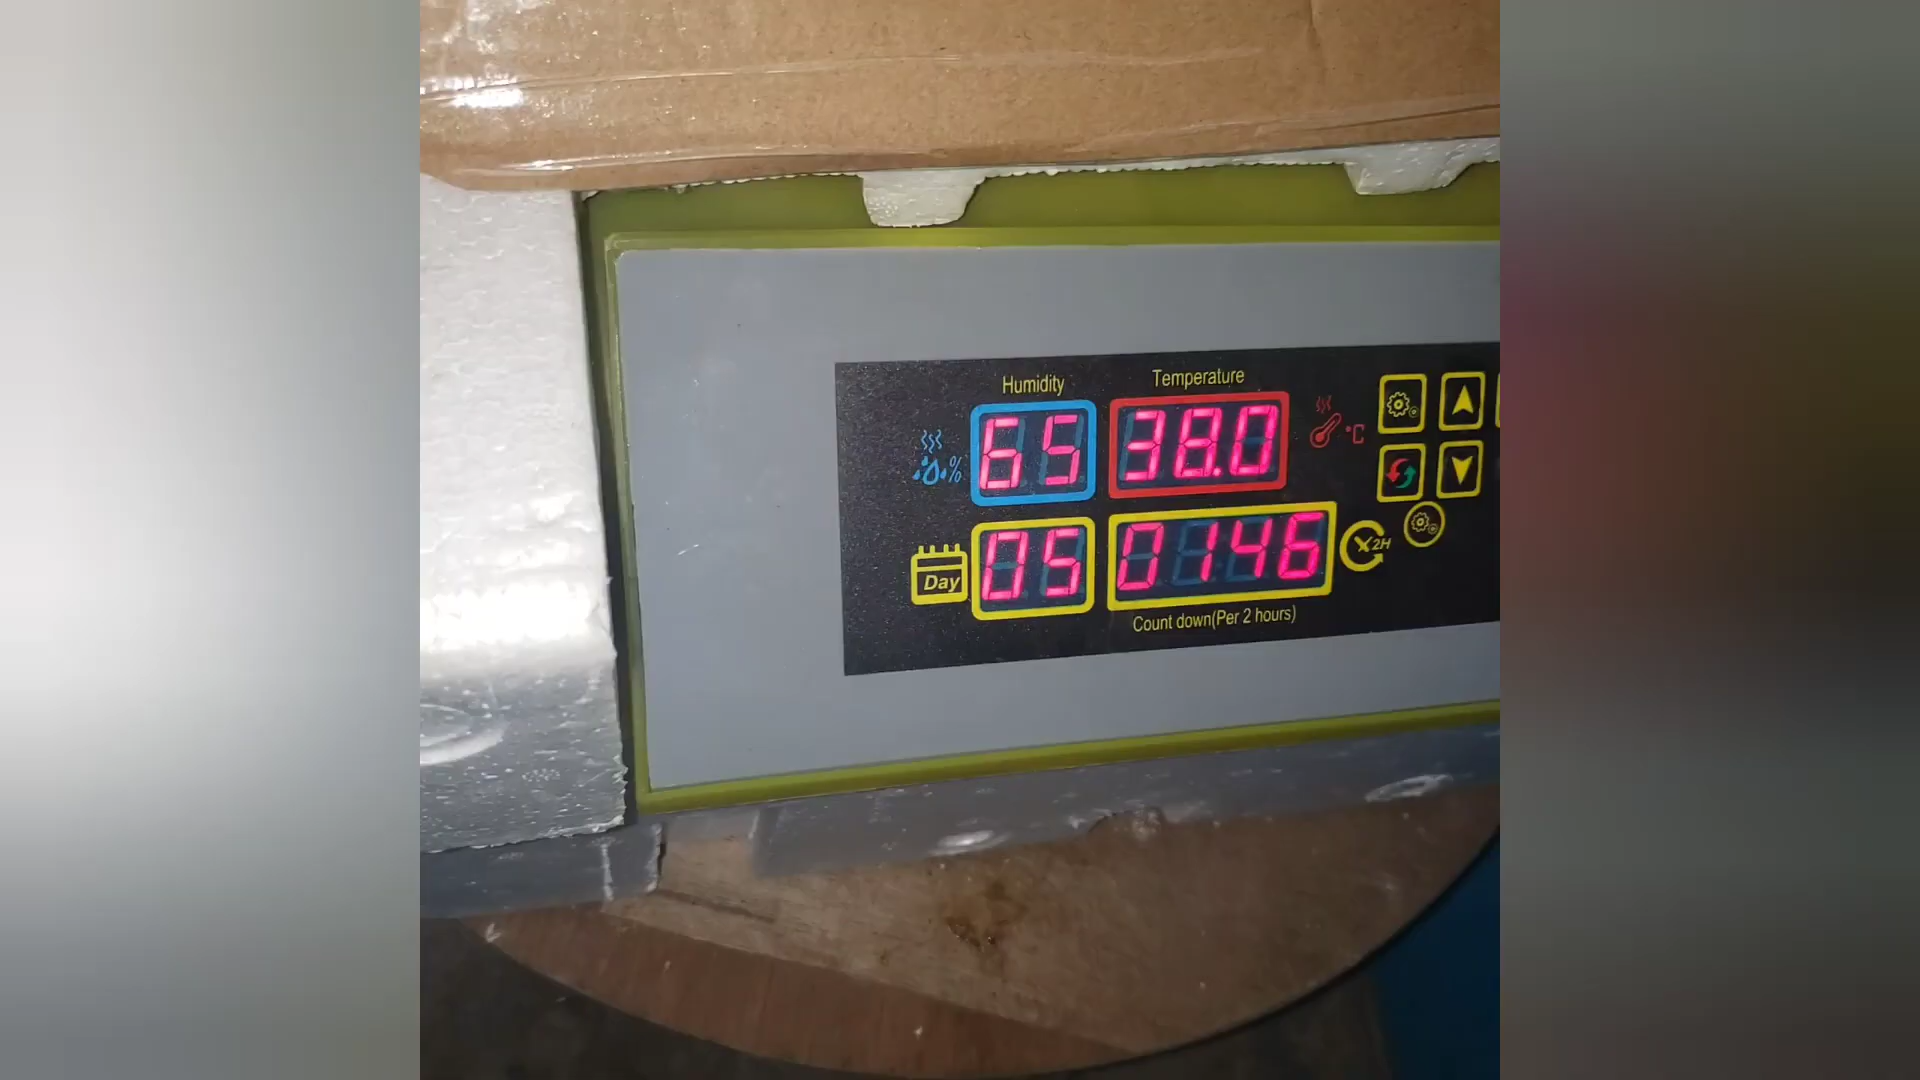 Humidity
Temperature
65
38.0
%
°C
Day
05
0146
2H
Count down(Per 2 hours)